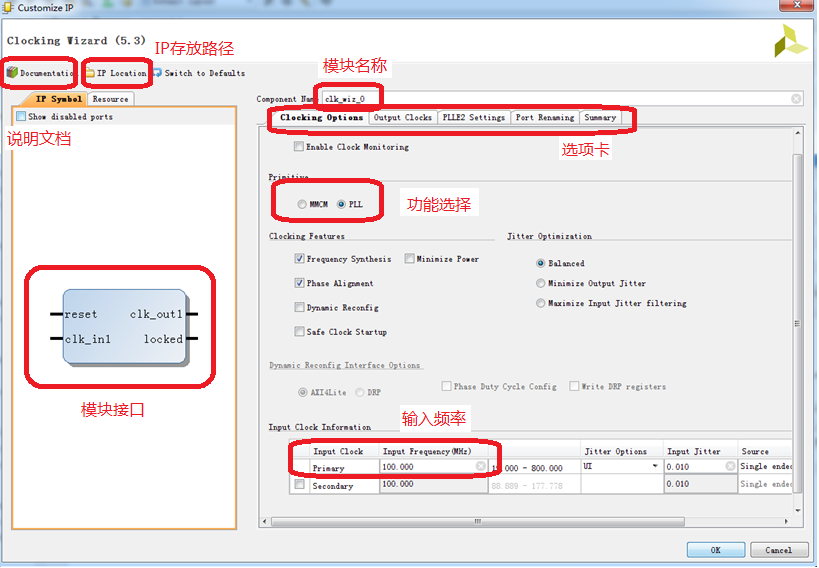 Customize IP
Clocking Wizard (5.3)
IP存放路径
Documentation
IP Location
Switch to Defaults
模块名称
IP Symbol
Resource
Component Name
clk_wiz_0
Show disabled ports
说明文档
Clocking Options
Output Clocks
PLLE2 Settings
Port Renaming
Summary
选项卡
Enable Clock Monitoring
Primitive
MMCM
PLL
功能选择
Clocking Features
Jitter Optimization
Frequency Synthesis
Minimize Power
Balanced
Phase Alignment
Minimize Output Jitter
Dynamic Reconfig
Maximize Input Jitter filtering
Safe Clock Startup
reset
clk_out1
clk_in1
locked
模块接口
Dynamic Reconfig Interface Options
AXI4Lite
DRP
Phase Duty Cycle Config
Write DRP registers
输入频率
Input Clock Information
Input Clock
Input Frequency(MHz)
Jitter Options
Input Jitter
Source
Primary
100.000
.000 - 800.000
UI
0.010
Single ended
Secondary
100.000
88.889 - 177.778
0.010
Single ended
OK
Cancel